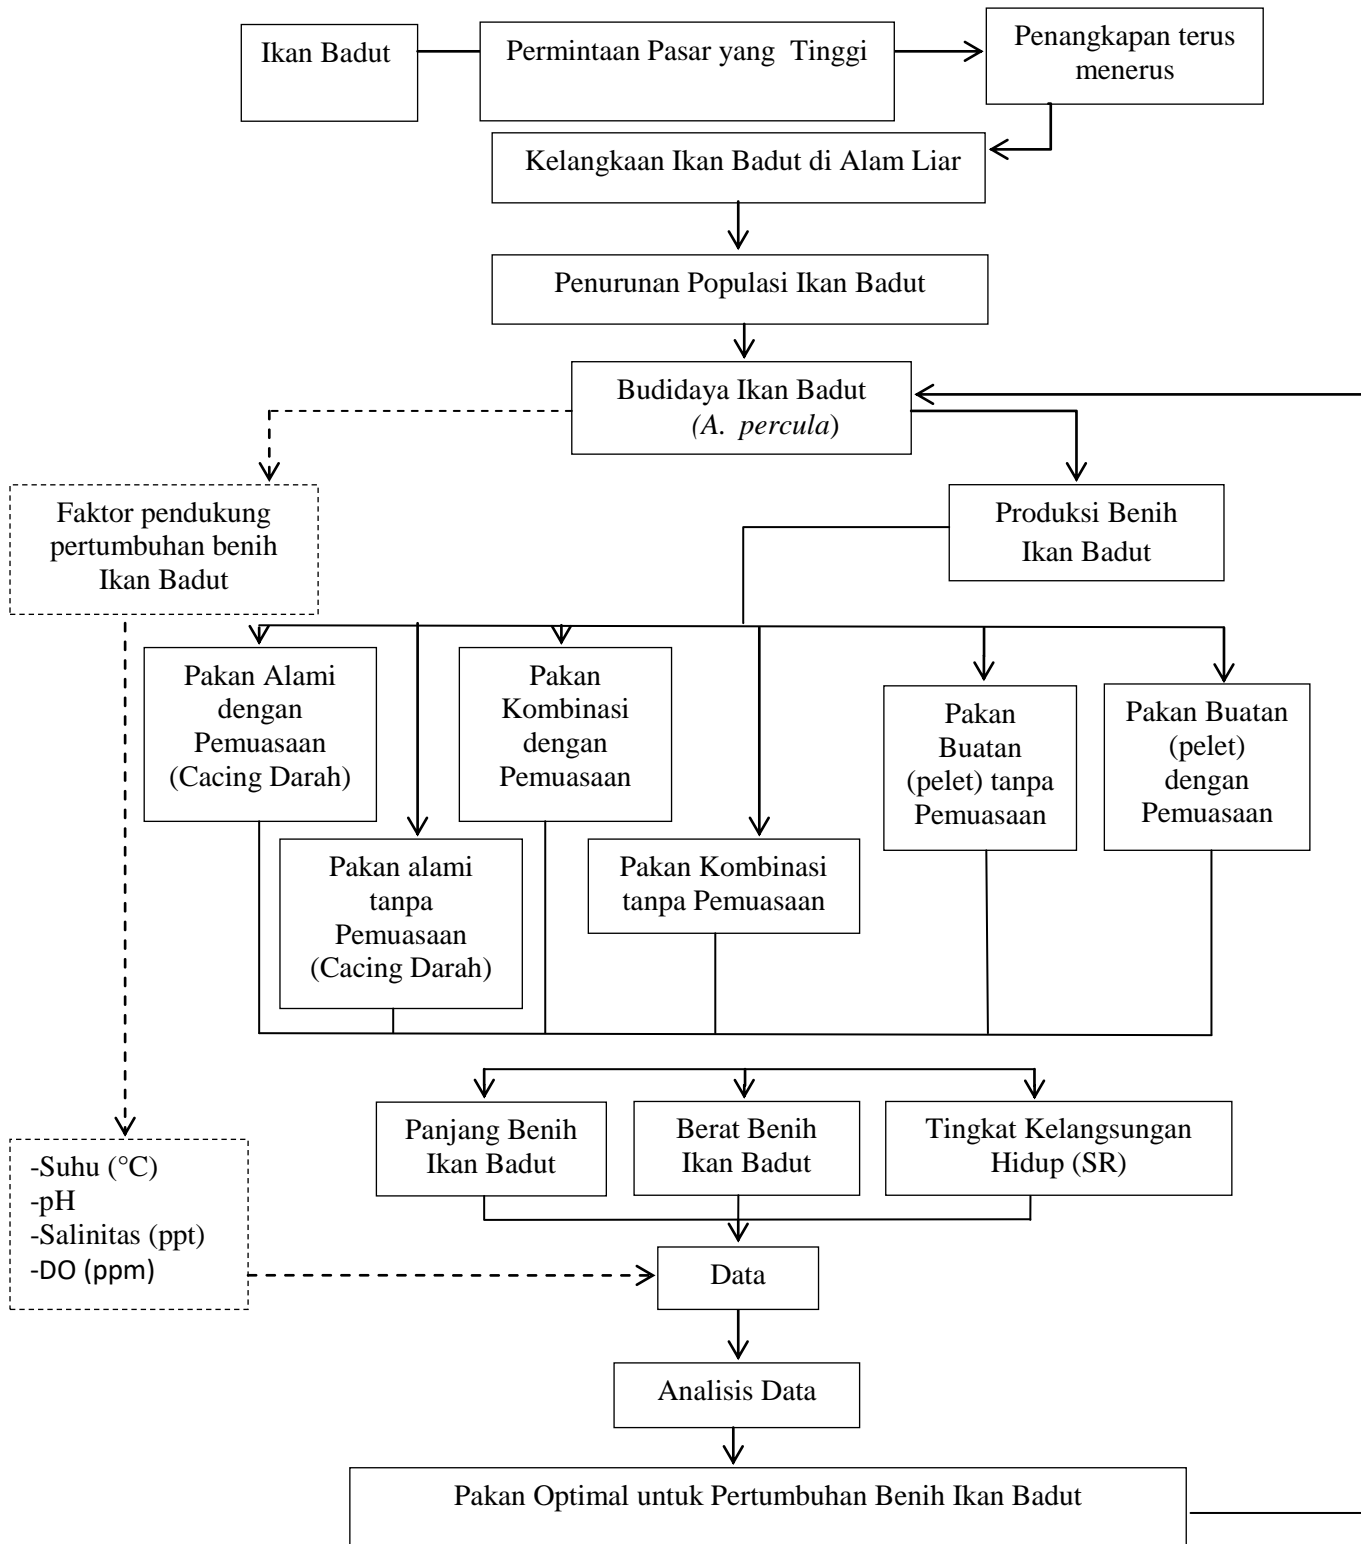 Ikan Badut
Permintaan Pasar yang Tinggi
Penangkapan terus
menerus
Kelangkaan Ikan Badut di Alam Liar
Penurunan Populasi Ikan Badut
Budidaya Ikan Badut
(A. percula)
Faktor pendukung
pertumbuhan benih
Ikan Badut
Produksi Benih
Ikan Badut
Pakan Alami
dengan
Pemuasaan
(Cacing Darah)
Pakan
Kombinasi
dengan
Pemuasaan
Pakan
Buatan
(pelet) tanpa
Pemuasaan
Pakan Buatan
(pelet)
dengan
Pemuasaan
Pakan alami
tanpa
Pemuasaan
(Cacing Darah)
Pakan Kombinasi
tanpa Pemuasaan
Panjang Benih
Ikan Badut
Berat Benih
Ikan Badut
Tingkat Kelangsungan
Hidup (SR)
-Suhu (°C)
-pH
-Salinitas (ppt)
-DO (ppm)
Data
Analisis Data
Pakan Optimal untuk Pertumbuhan Benih Ikan Badut